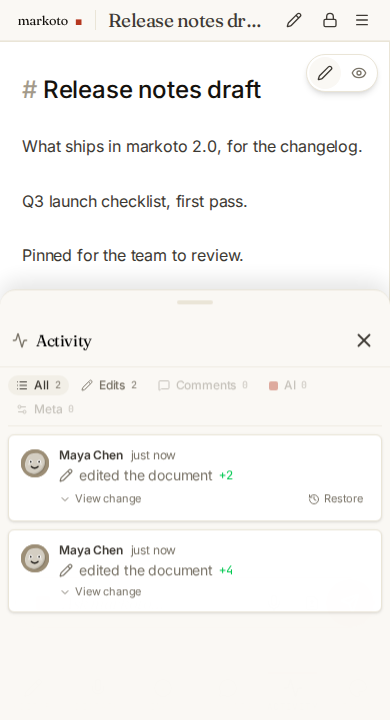 markoto
Release notes dr...
# Release notes draft
What ships in markoto 2.0, for the changelog.
Q3 launch checklist, first pass.
Pinned for the team to review.
Activity
All 2 Edits 2 Comments 0 AI 0
Meta 0
Maya Chen just now
edited the document +2
View change Restore
Maya Chen just now
edited the document +4
View change